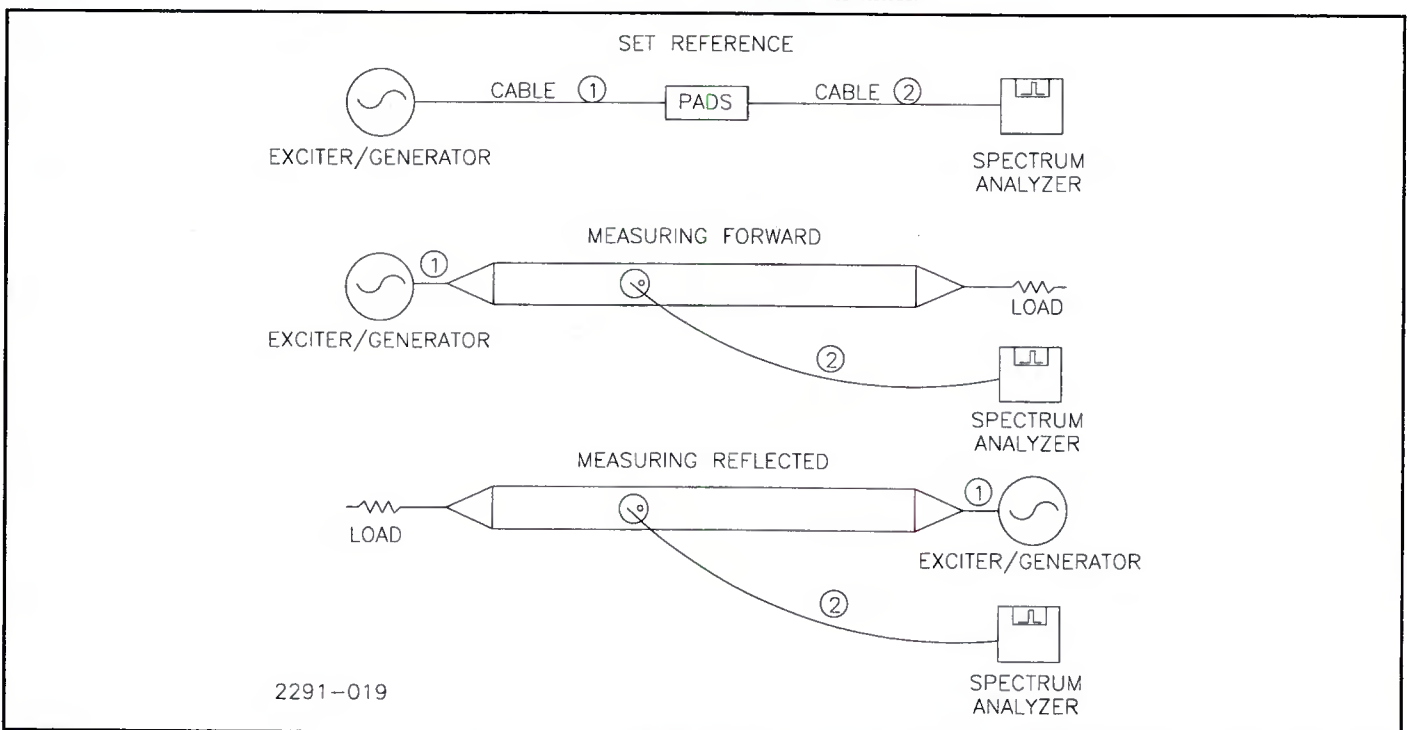 SET REFERENCE
CABLE ①
PADS
CABLE ②
EXCITER/GENERATOR
SPECTRUM
ANALYZER
MEASURING FORWARD
①
LOAD
EXCITER/GENERATOR
②
SPECTRUM
ANALYZER
MEASURING REFLECTED
①
LOAD
EXCITER/GENERATOR
②
SPECTRUM
ANALYZER
2291-019